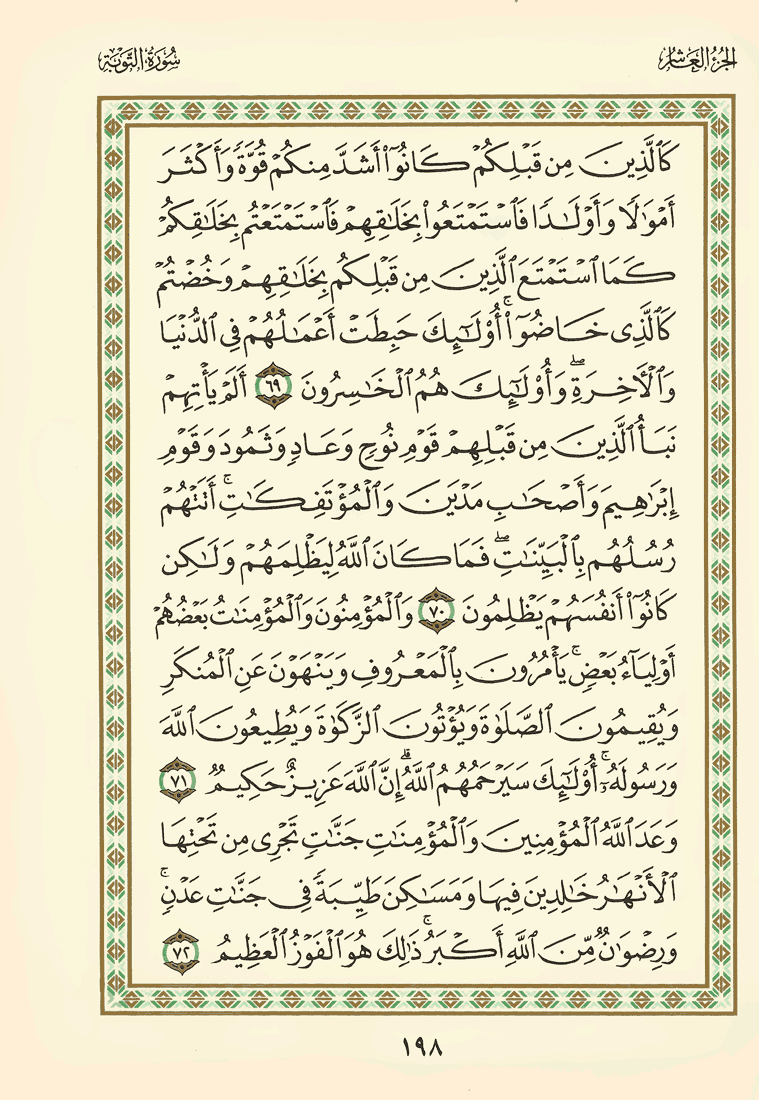 الجزء العاشر
سورة التوبة
كَٱلَّذِينَ مِن قَبْلِكُمْ كَانُوٓا۟ أَشَدَّ مِنكُمْ قُوَّةً وَأَكْثَرَ
أَمْوَٰلًا وَأَوْلَٰدًا فَٱسْتَمْتَعُوا۟ بِخَلَٰقِهِمْ فَٱسْتَمْتَعْتُم بِخَلَٰقِكُمْ
كَمَا ٱسْتَمْتَعَ ٱلَّذِينَ مِن قَبْلِكُم بِخَلَٰقِهِمْ وَخُضْتُمْ
كَٱلَّذِى خَاضُوٓا۟ ۚ أُو۟لَٰٓئِكَ حَبِطَتْ أَعْمَٰلُهُمْ فِى ٱلدُّنْيَا
وَٱلْـَٔاخِرَةِ ۖ وَأُو۟لَٰٓئِكَ هُمُ ٱلْخَٰسِرُونَ ٦٩ أَلَمْ يَأْتِهِمْ
نَبَأُ ٱلَّذِينَ مِن قَبْلِهِمْ قَوْمِ نُوحٍ وَعَادٍ وَثَمُودَ وَقَوْمِ
إِبْرَٰهِيمَ وَأَصْحَٰبِ مَدْيَنَ وَٱلْمُؤْتَفِكَٰتِ ۚ أَتَتْهُمْ
رُسُلُهُم بِٱلْبَيِّنَٰتِ ۖ فَمَا كَانَ ٱللَّهُ لِيَظْلِمَهُمْ وَلَٰكِن
كَانُوٓا۟ أَنفُسَهُمْ يَظْلِمُونَ ٧٠ وَٱلْمُؤْمِنُونَ وَٱلْمُؤْمِنَٰتُ بَعْضُهُمْ
أَوْلِيَآءُ بَعْضٍ ۚ يَأْمُرُونَ بِٱلْمَعْرُوفِ وَيَنْهَوْنَ عَنِ ٱلْمُنكَرِ
وَيُقِيمُونَ ٱلصَّلَوٰةَ وَيُؤْتُونَ ٱلزَّكَوٰةَ وَيُطِيعُونَ ٱللَّهَ
وَرَسُولَهُۥٓ ۚ أُو۟لَٰٓئِكَ سَيَرْحَمُهُمُ ٱللَّهُ ۗ إِنَّ ٱللَّهَ عَزِيزٌ حَكِيمٌ ٧١
وَعَدَ ٱللَّهُ ٱلْمُؤْمِنِينَ وَٱلْمُؤْمِنَٰتِ جَنَّٰتٍ تَجْرِى مِن تَحْتِهَا
ٱلْأَنْهَٰرُ خَٰلِدِينَ فِيهَا وَمَسَٰكِنَ طَيِّبَةً فِى جَنَّٰتِ عَدْنٍ ۚ
وَرِضْوَٰنٌ مِّنَ ٱللَّهِ أَكْبَرُ ۚ ذَٰلِكَ هُوَ ٱلْفَوْزُ ٱلْعَظِيمُ ٧٢
١٩٨